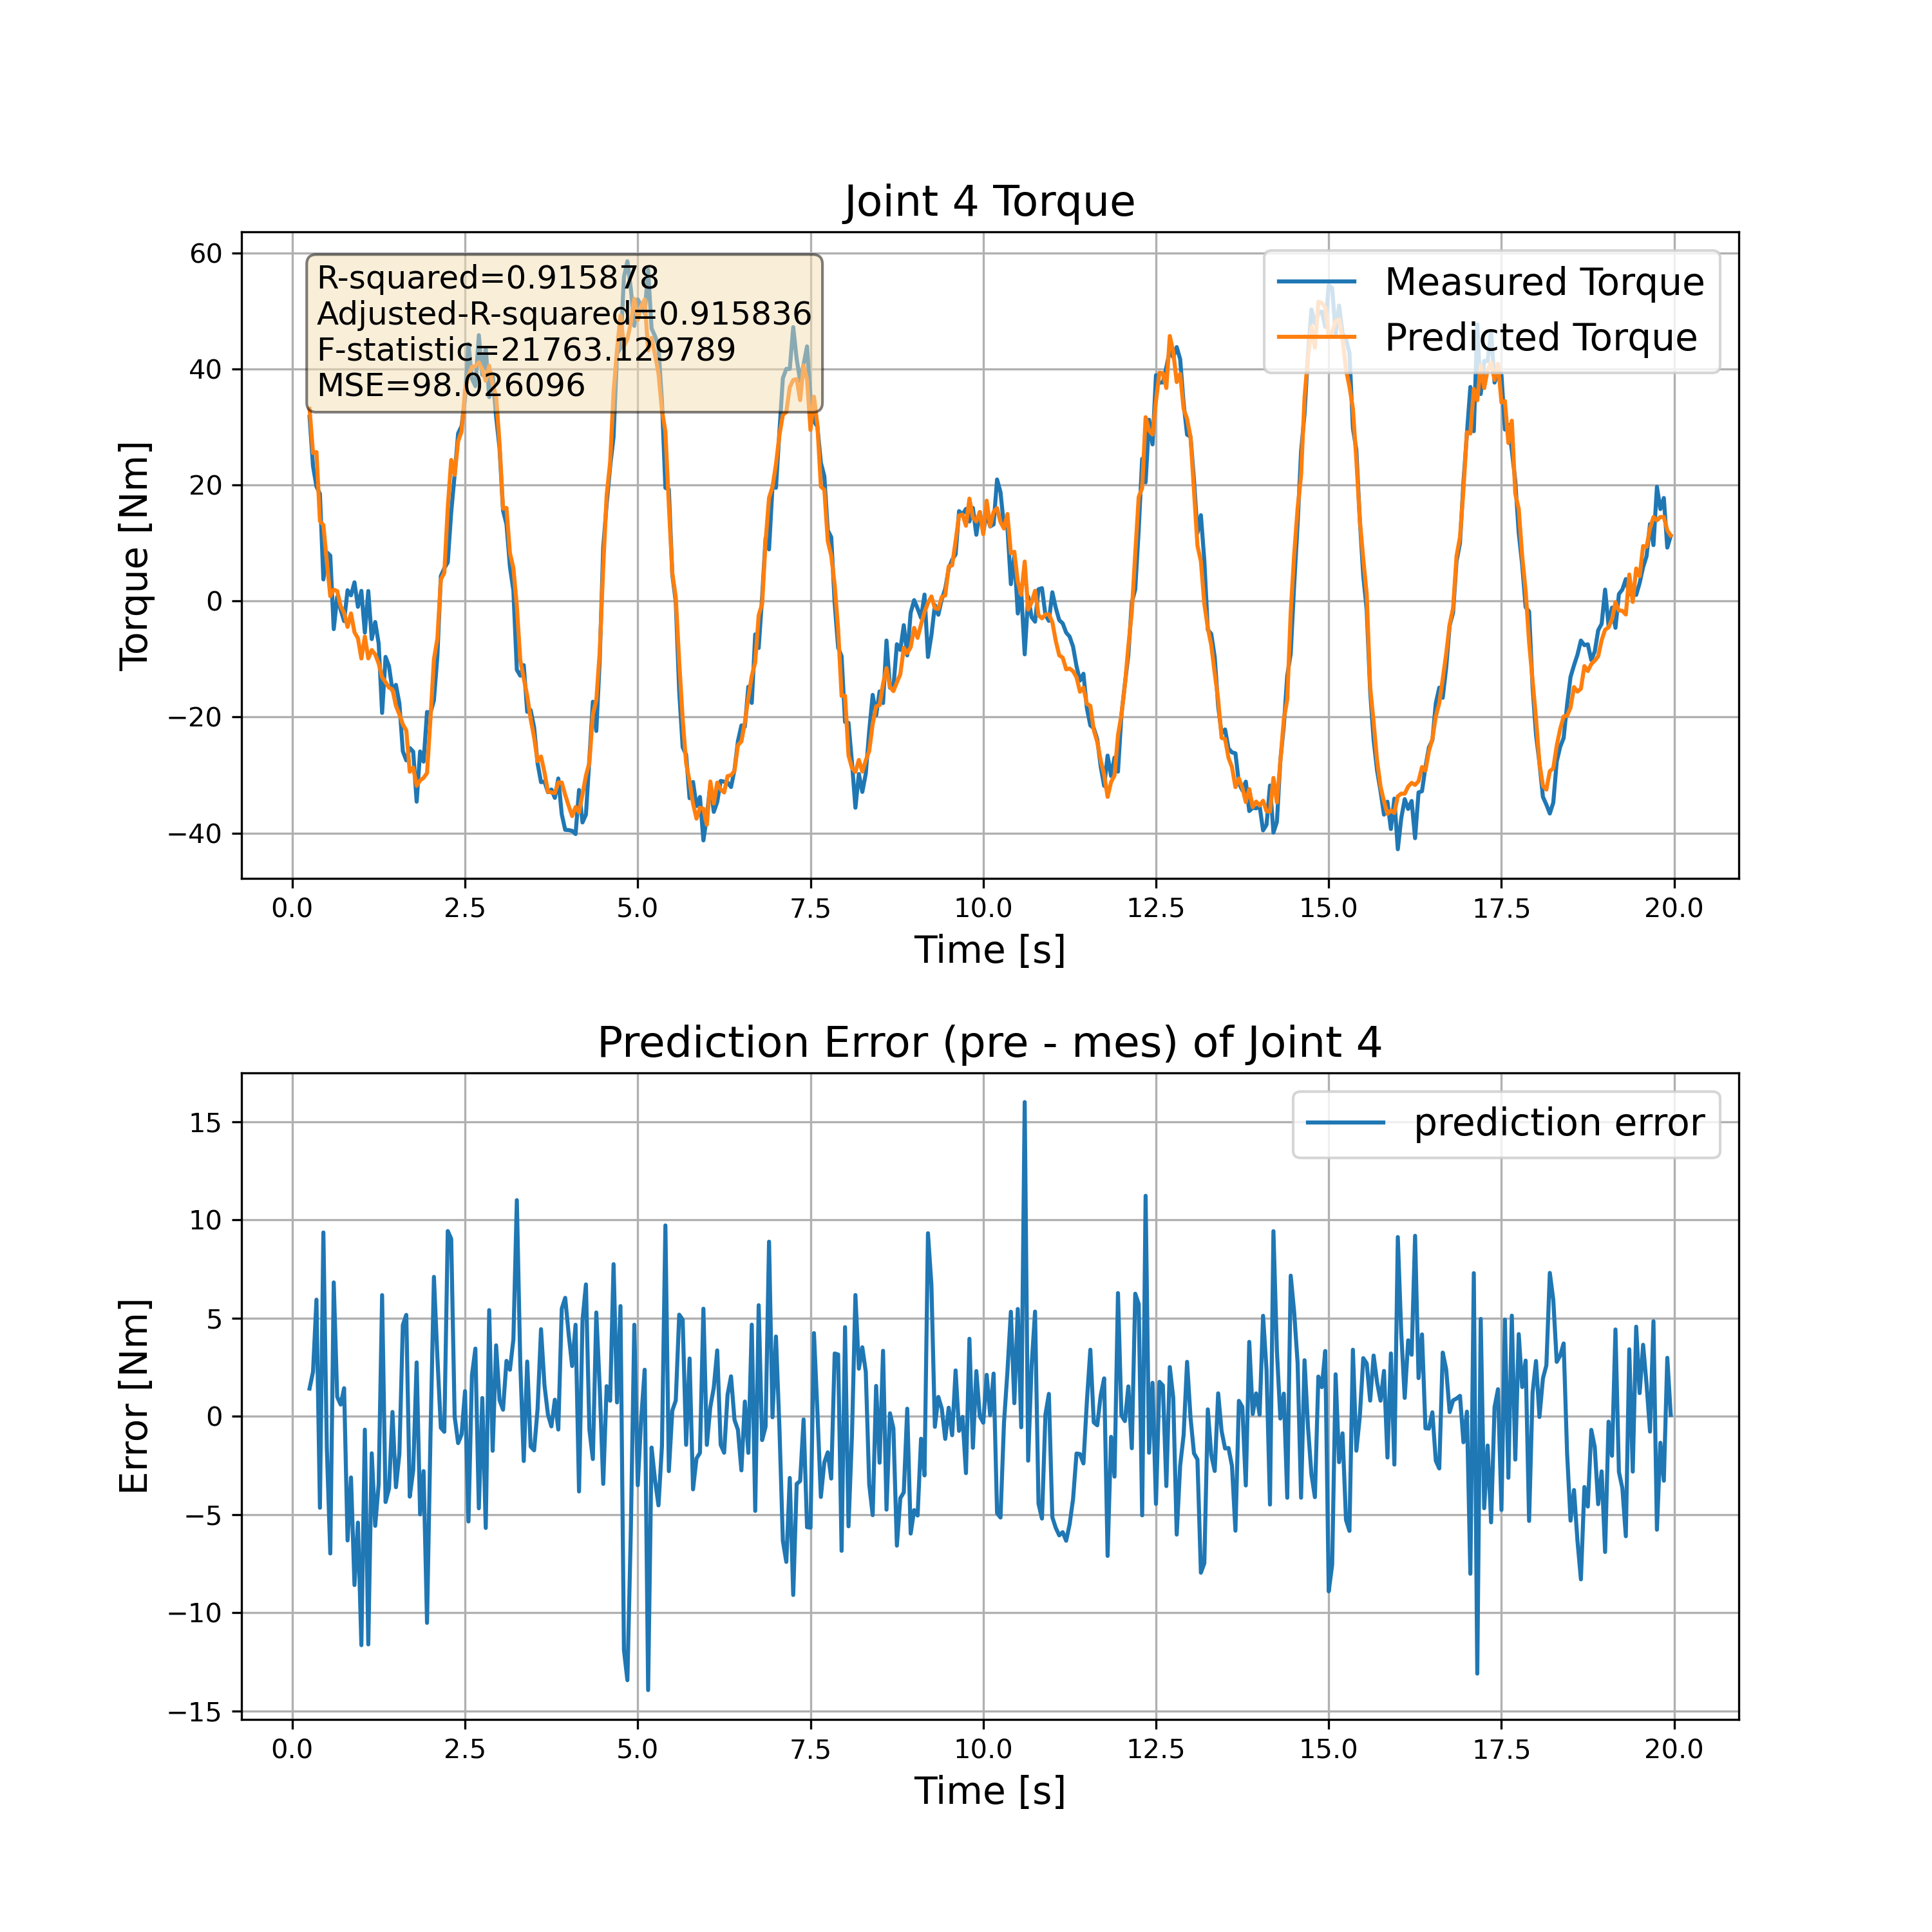 Joint 4 Torque
60
40
20
0
−20
−40
Torque [Nm]
R-squared=0.915878
Adjusted-R-squared=0.915836
F-statistic=21763.129789
MSE=98.026096
Measured Torque
Predicted Torque
0.0 2.5 5.0 7.5 10.0 12.5 15.0 17.5 20.0
Time [s]
Prediction Error (pre - mes) of Joint 4
15
10
5
0
−5
−10
−15
Error [Nm]
prediction error
0.0 2.5 5.0 7.5 10.0 12.5 15.0 17.5 20.0
Time [s]